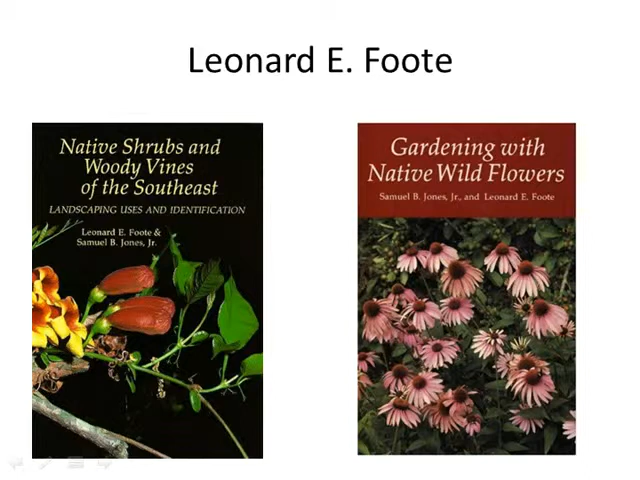 Leonard E. Foote
Native Shrubs and
Woody Vines
of the Southeast
LANDSCAPING USES AND IDENTIFICATION
Leonard E. Foote &
Samuel B. Jones, Jr.
Gardening with
Native Wild Flowers
Samuel B. Jones, Jr., and Leonard E. Foote